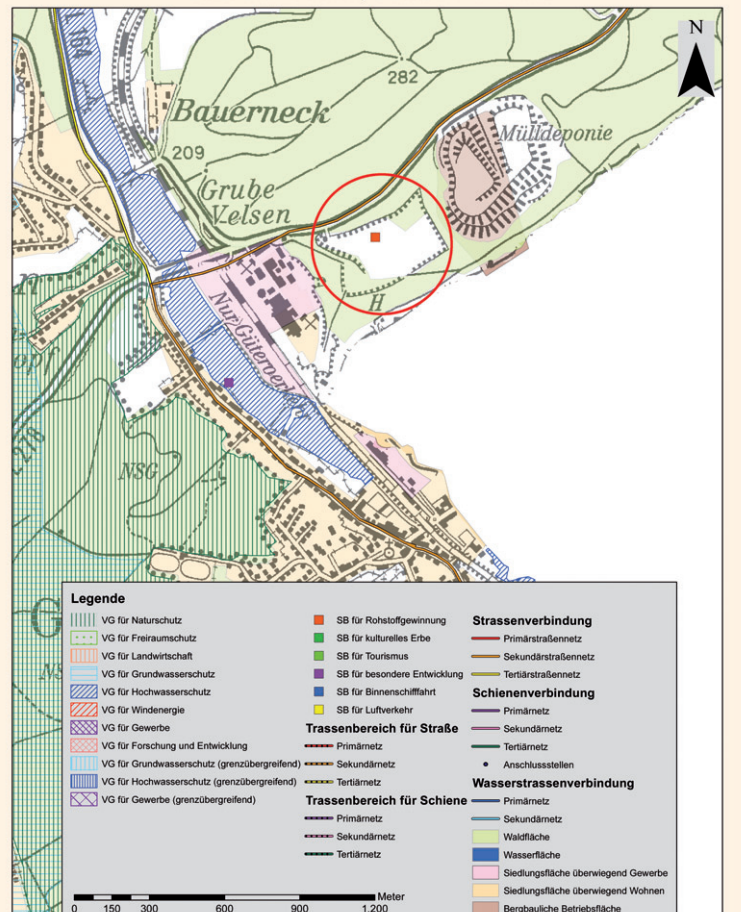 L 164
N
282
Bauerneck
Mülldeponie
209
Grube
Velsen
H
Nur Güterverkehr
L 276
NSG
G
Legende
VG für Naturschutz
VG für Freiraumschutz
VG für Landwirtschaft
VG für Grundwasserschutz
VG für Hochwasserschutz
VG für Windenergie
VG für Gewerbe
VG für Forschung und Entwicklung
VG für Grundwasserschutz (grenzübergreifend)
VG für Hochwasserschutz (grenzübergreifend)
VG für Gewerbe (grenzübergreifend)
SB für Rohstoffgewinnung
SB für kulturelles Erbe
SB für Tourismus
SB für besondere Entwicklung
SB für Binnenschifffahrt
SB für Luftverkehr
Trassenbereich für Straße
Primärnetz
Sekundärnetz
Tertiärnetz
Trassenbereich für Schiene
Primärnetz
Sekundärnetz
Tertiärnetz
Strassenverbindung
Primärstraßennetz
Sekundärstraßennetz
Tertiärstraßennetz
Schienenverbindung
Primärnetz
Sekundärnetz
Tertiärnetz
Anschlussstellen
Wasserstrassenverbindung
Primärnetz
Sekundärnetz
Waldfläche
Wasserfläche
Siedlungsfläche überwiegend Gewerbe
Siedlungsfläche überwiegend Wohnen
Bergbauliche Betriebsfläche
Meter
0 150 300 600 900 1.200